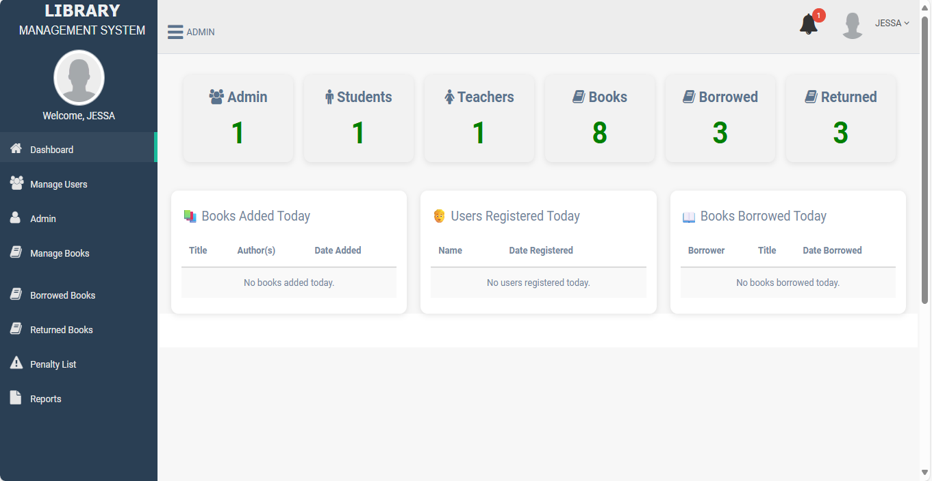 LIBRARY
MANAGEMENT SYSTEM
Welcome, JESSA
Dashboard
Manage Users
Admin
Manage Books
Borrowed Books
Returned Books
Penalty List
Reports
ADMIN
1
JESSA
Admin
1
Students
1
Teachers
1
Books
8
Borrowed
3
Returned
3
Books Added Today
Title Author(s) Date Added
No books added today.
Users Registered Today
Name Date Registered
No users registered today.
Books Borrowed Today
Borrower Title Date Borrowed
No books borrowed today.